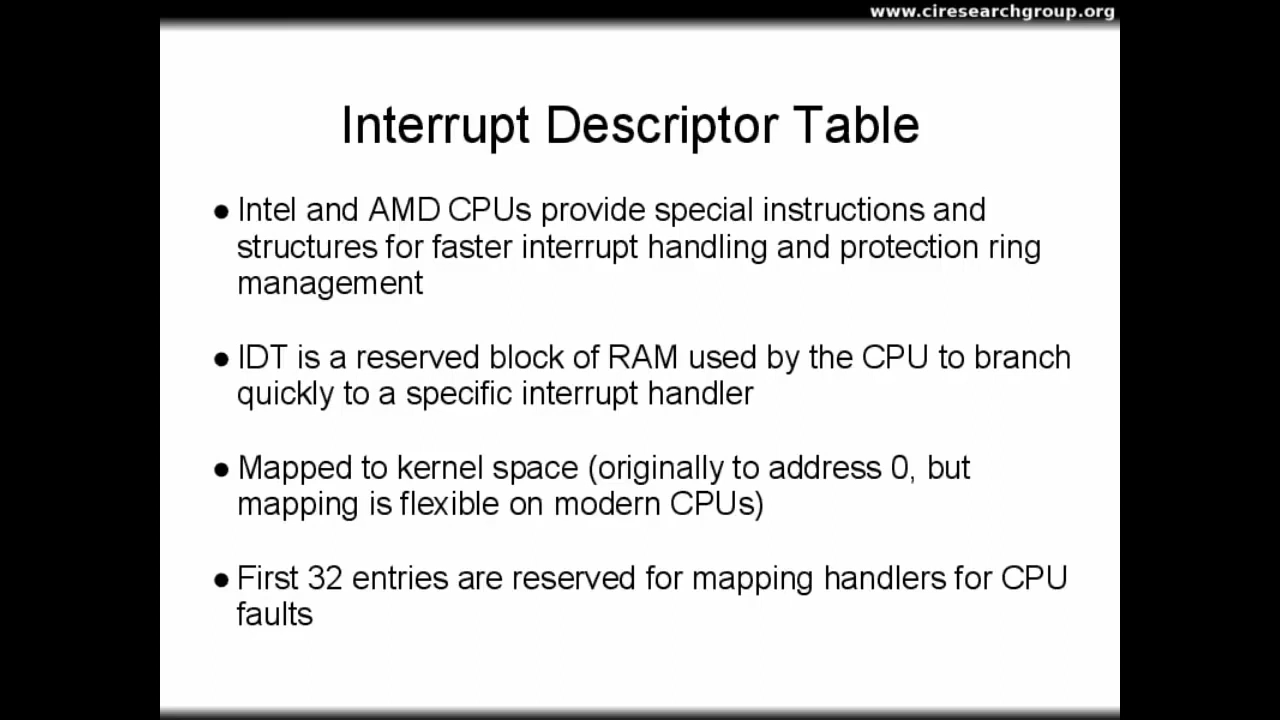 www.ciresearchgroup.org
Interrupt Descriptor Table
● Intel and AMD CPUs provide special instructions and
structures for faster interrupt handling and protection ring
management
● IDT is a reserved block of RAM used by the CPU to branch
quickly to a specific interrupt handler
● Mapped to kernel space (originally to address 0, but
mapping is flexible on modern CPUs)
● First 32 entries are reserved for mapping handlers for CPU
faults